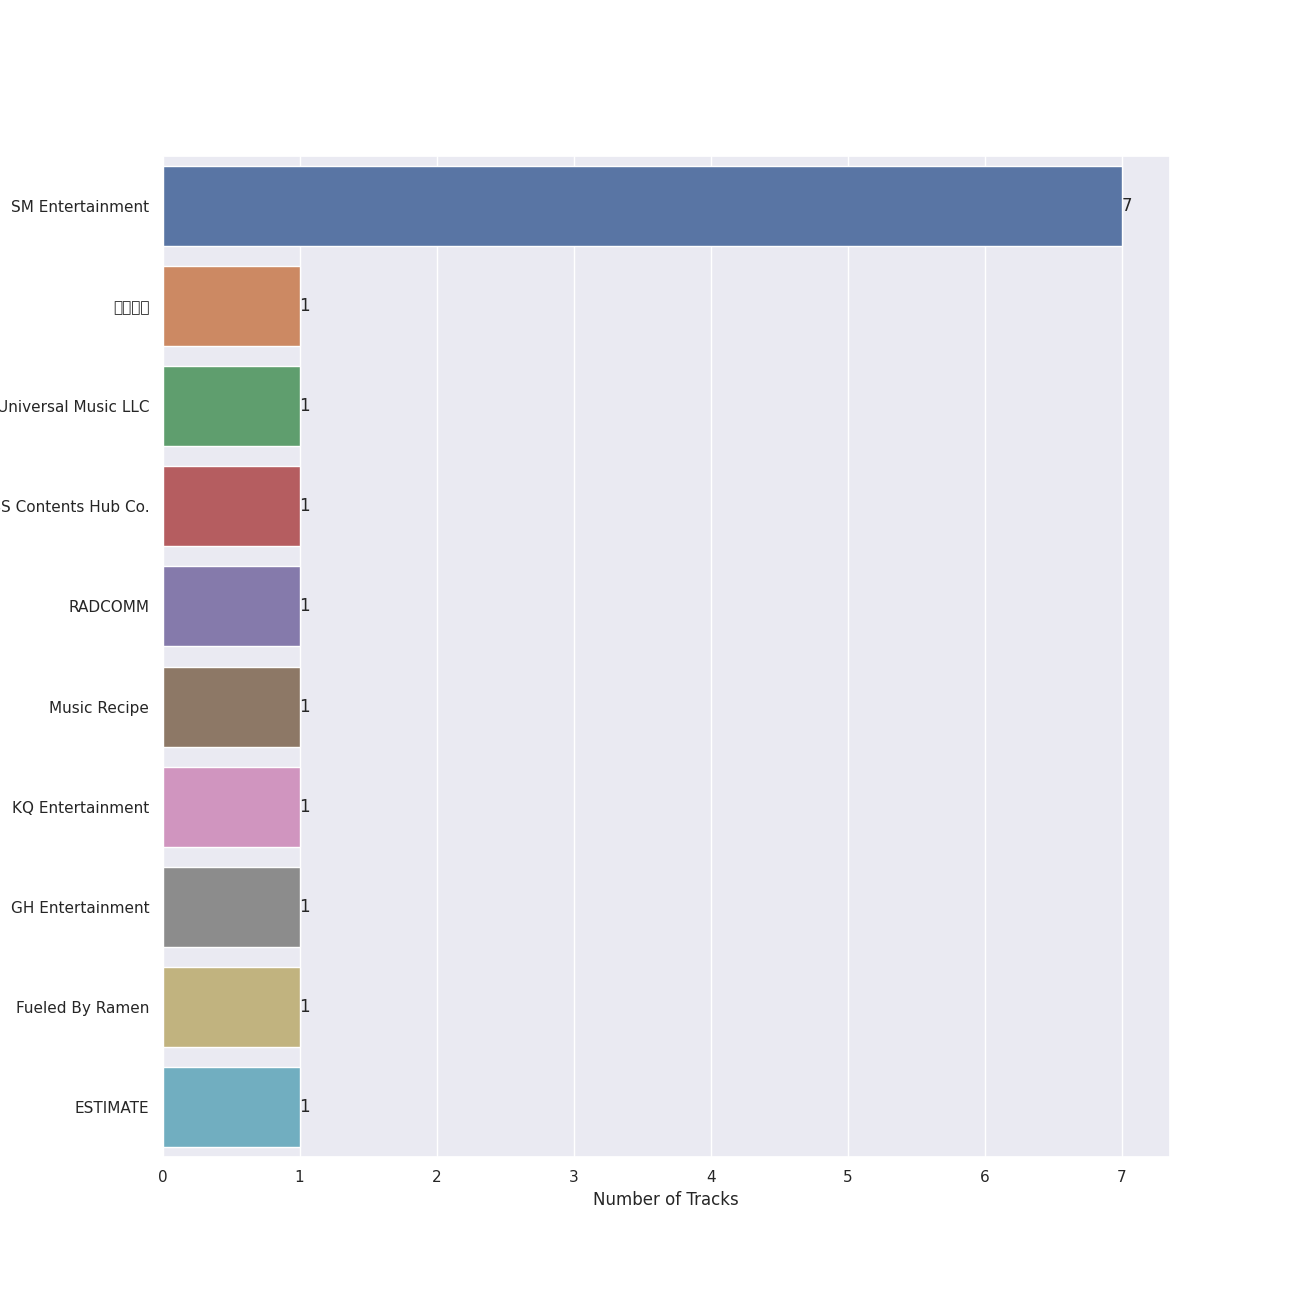 SM Entertainment
7
1
Universal Music LLC
1
S Contents Hub Co.
1
RADCOMM
1
Music Recipe
1
KQ Entertainment
1
GH Entertainment
1
Fueled By Ramen
1
ESTIMATE
1
0 1 2 3 4 5 6 7
Number of Tracks